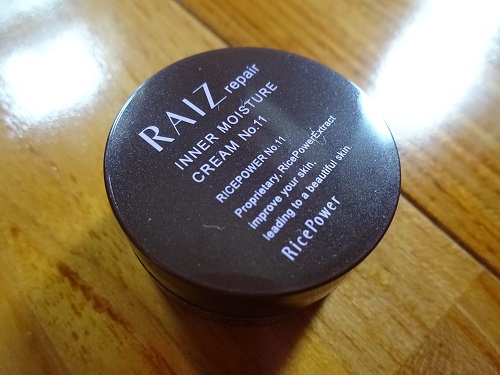 RAIZ repair
INNER MOISTURE
CREAM No.11
RICEPOWER No.11
Proprietary, RicePowerExtract
improve your skin.
leading to a beautiful skin.
RicePower